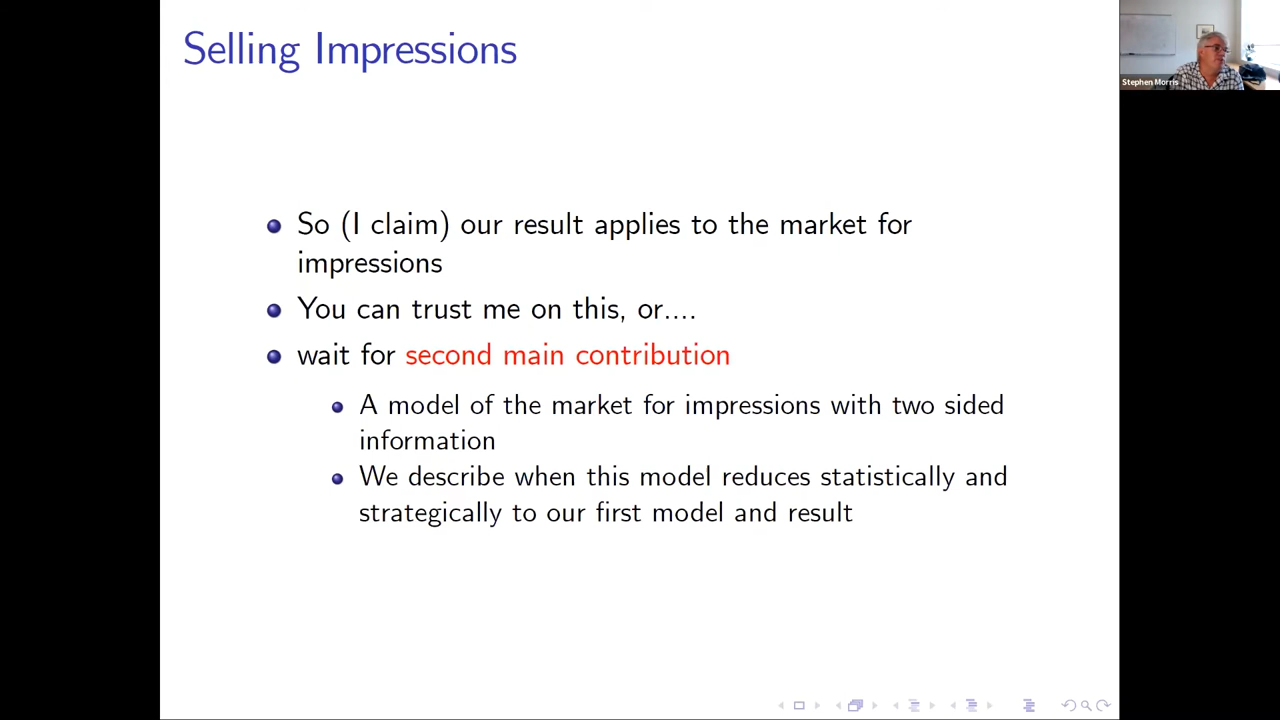 Selling Impressions
Stephen Morris
So (I claim) our result applies to the market for
impressions
You can trust me on this, or....
wait for second main contribution
A model of the market for impressions with two sided
information
We describe when this model reduces statistically and
strategically to our first model and result